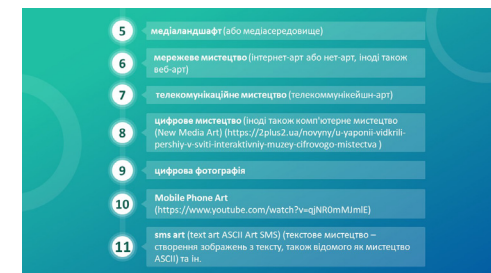 5
медіаландшафт (або медіасередовище)
6
мережеве мистецтво (інтернет-арт або нет-арт, іноді також
веб-арт)
7
телекомунікаційне мистецтво (телекоммунікейшн-арт)
8
цифрове мистецтво (іноді також комп'ютерне мистецтво
(New Media Art) (https://2plus2.ua/novyny/u-yaponii-vidkrili-
pershiy-v-sviti-interaktivniy-muzey-cifrovogo-mistectva )
9
цифрова фотографія
10
Mobile Phone Art
(https://www.youtube.com/watch?v=qjNR0mMJmlE)
11
sms art (text art ASCII Art SMS) (текстове мистецтво –
створення зображень з тексту, також відомого як мистецтво
ASCII) та ін.